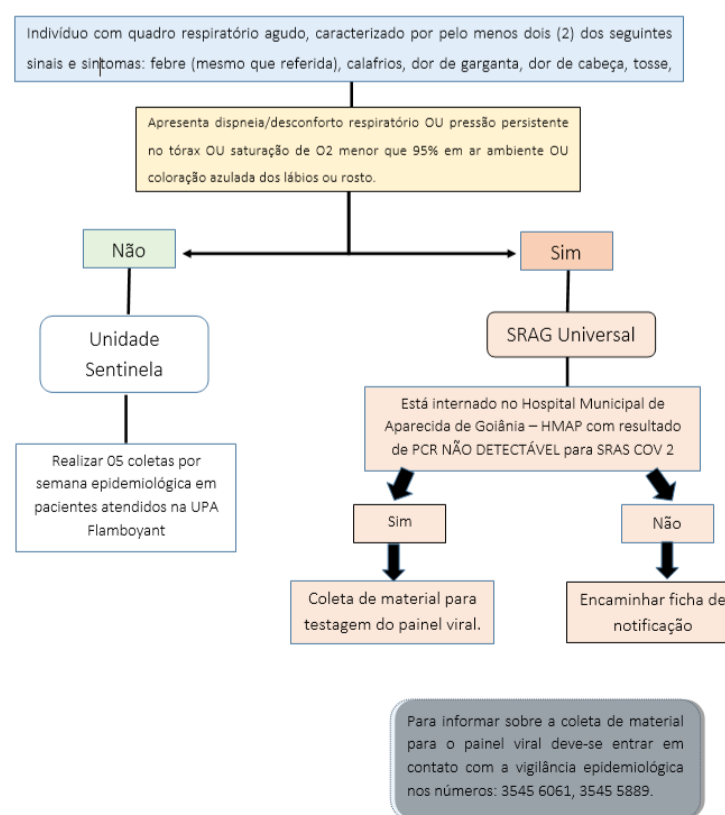 Indivíduo com quadro respiratório agudo, caracterizado por pelo menos dois (2) dos seguintes
sinais e sintomas: febre (mesmo que referida), calafrios, dor de garganta, dor de cabeça, tosse,
Apresenta dispneia/desconforto respiratório OU pressão persistente
no tórax OU saturação de O2 menor que 95% em ar ambiente OU
coloração azulada dos lábios ou rosto.
Não
Sim
Unidade
Sentinela
SRAG Universal
Está internado no Hospital Municipal de
Aparecida de Goiânia – HMAP com resultado
de PCR NÃO DETECTÁVEL para SRAS COV 2
Realizar 05 coletas por
semana epidemiológica em
pacientes atendidos na UPA
Flamboyant
Sim
Não
Coleta de material para
testagem do painel viral.
Encaminhar ficha de
notificação
Para informar sobre a coleta de material
para o painel viral deve-se entrar em
contato com a vigilância epidemiológica
nos números: 3545 6061, 3545 5889.